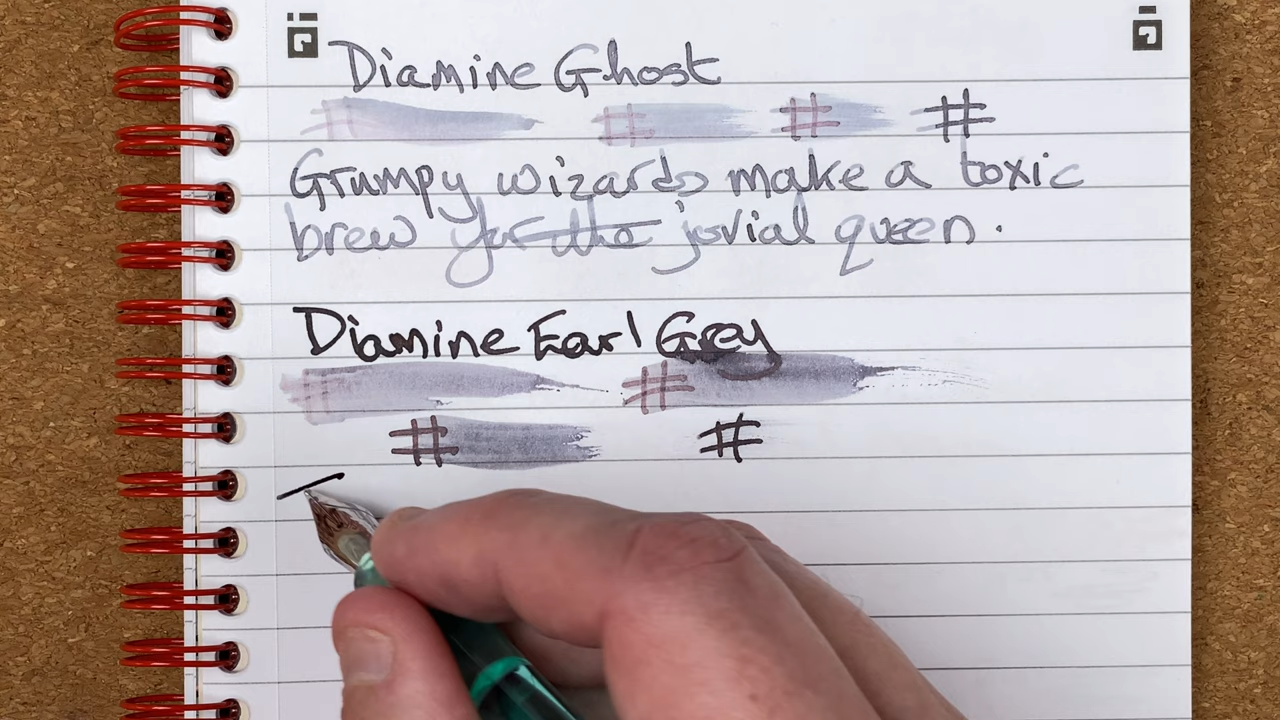 Diamine Ghost
# # # #
Grumpy wizards make a toxic
brew for the jovial queen.
Diamine Earl Grey
# #
# #